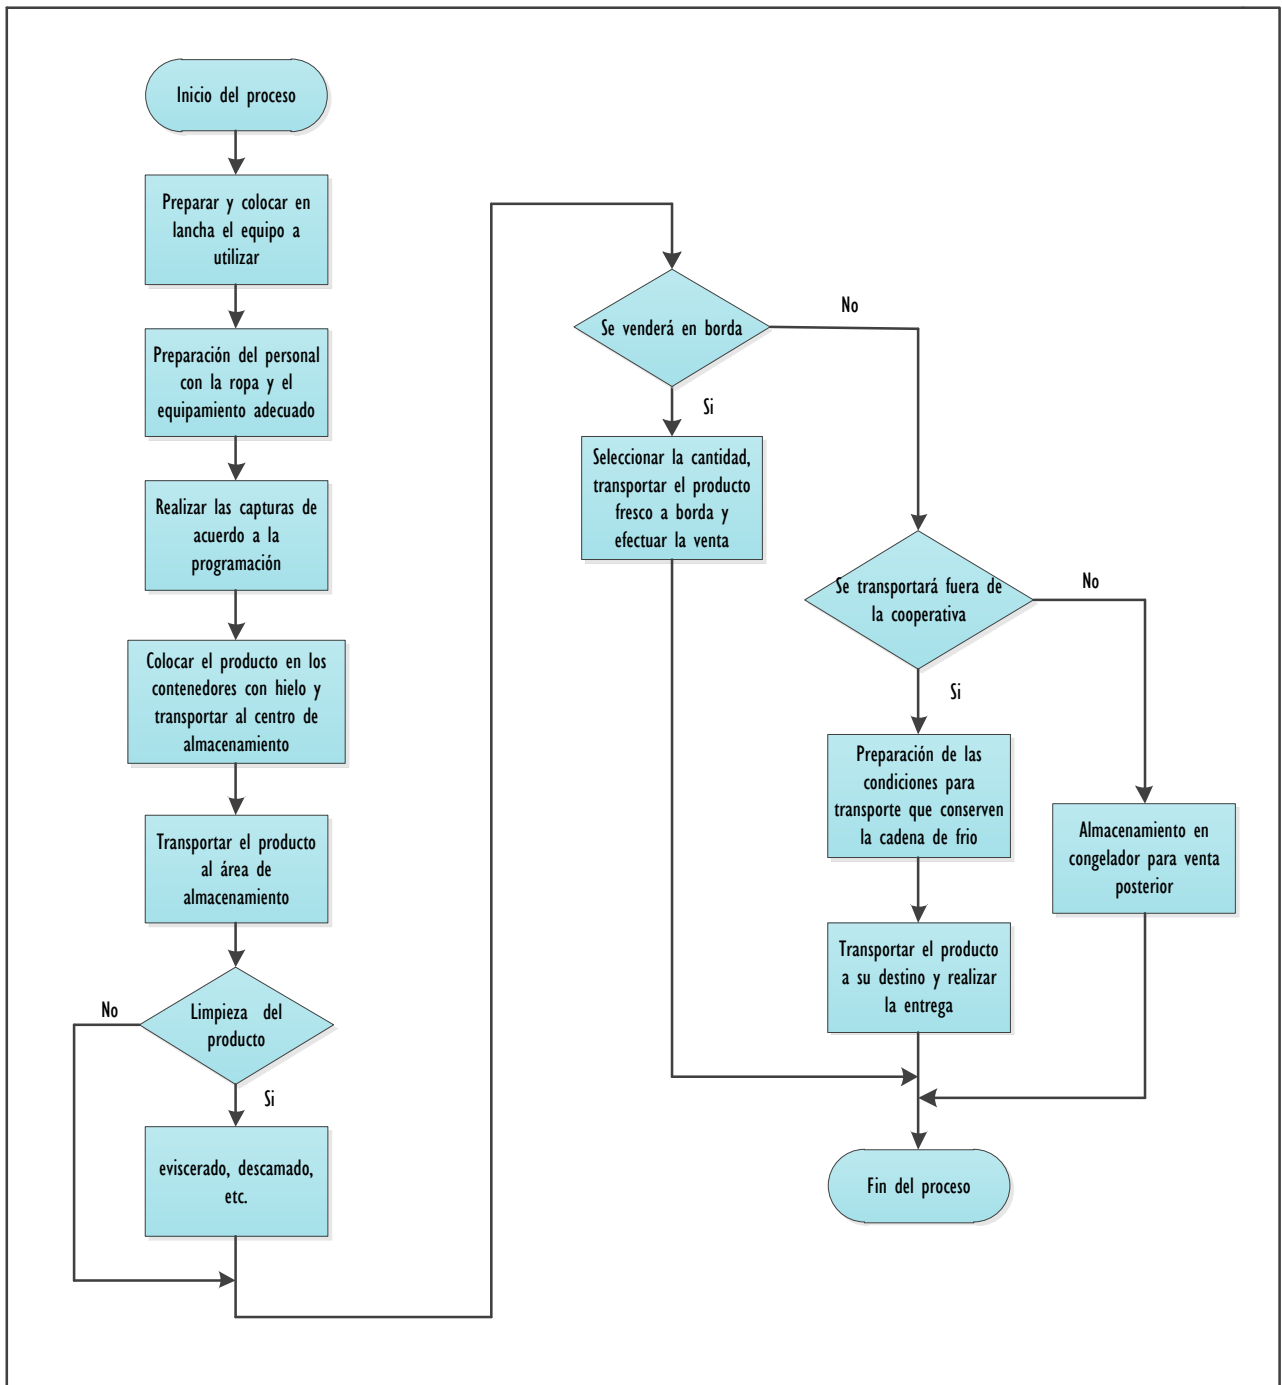 Inicio del proceso
Preparar y colocar en
lancha el equipo a
utilizar
Preparación del personal
con la ropa y el
equipamiento adecuado
Realizar las capturas de
acuerdo a la
programación
Colocar el producto en los
contenedores con hielo y
transportar al centro de
almacenamiento
Transportar el producto
al área de
almacenamiento
Limpieza del
producto
No
Si
eviscerado, descamado,
etc.
Se venderá en borda
No
Si
Seleccionar la cantidad,
transportar el producto
fresco a borda y
efectuar la venta
Se transportará fuera de
la cooperativa
No
Si
Preparación de las
condiciones para
transporte que conserven
la cadena de frio
Almacenamiento en
congelador para venta
posterior
Transportar el producto
a su destino y realizar
la entrega
Fin del proceso